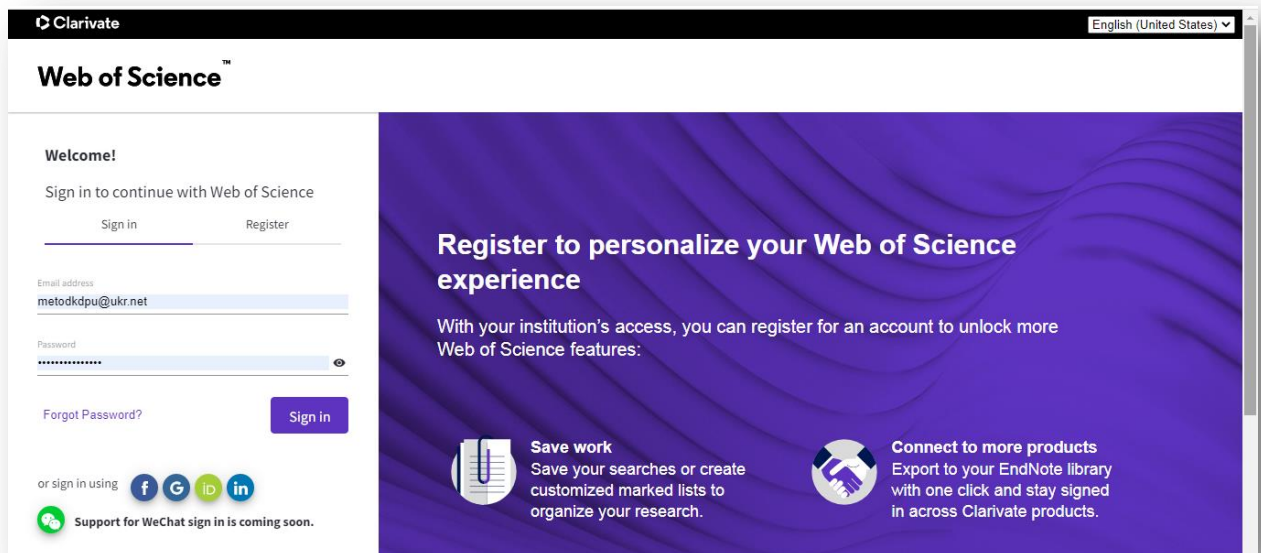 Clarivate
English (United States)
Web of Science™
Welcome!
Sign in to continue with Web of Science
Sign in
Register
Email address
metodkdpu@ukr.net
Password
•••••••••••••••
Forgot Password?
Sign in
or sign in using
f
G
iD
in
Support for WeChat sign in is coming soon.
Register to personalize your Web of Science
experience
With your institution's access, you can register for an account to unlock more
Web of Science features:
Save work
Save your searches or create
customized marked lists to
organize your research.
Connect to more products
Export to your EndNote library
with one click and stay signed
in across Clarivate products.